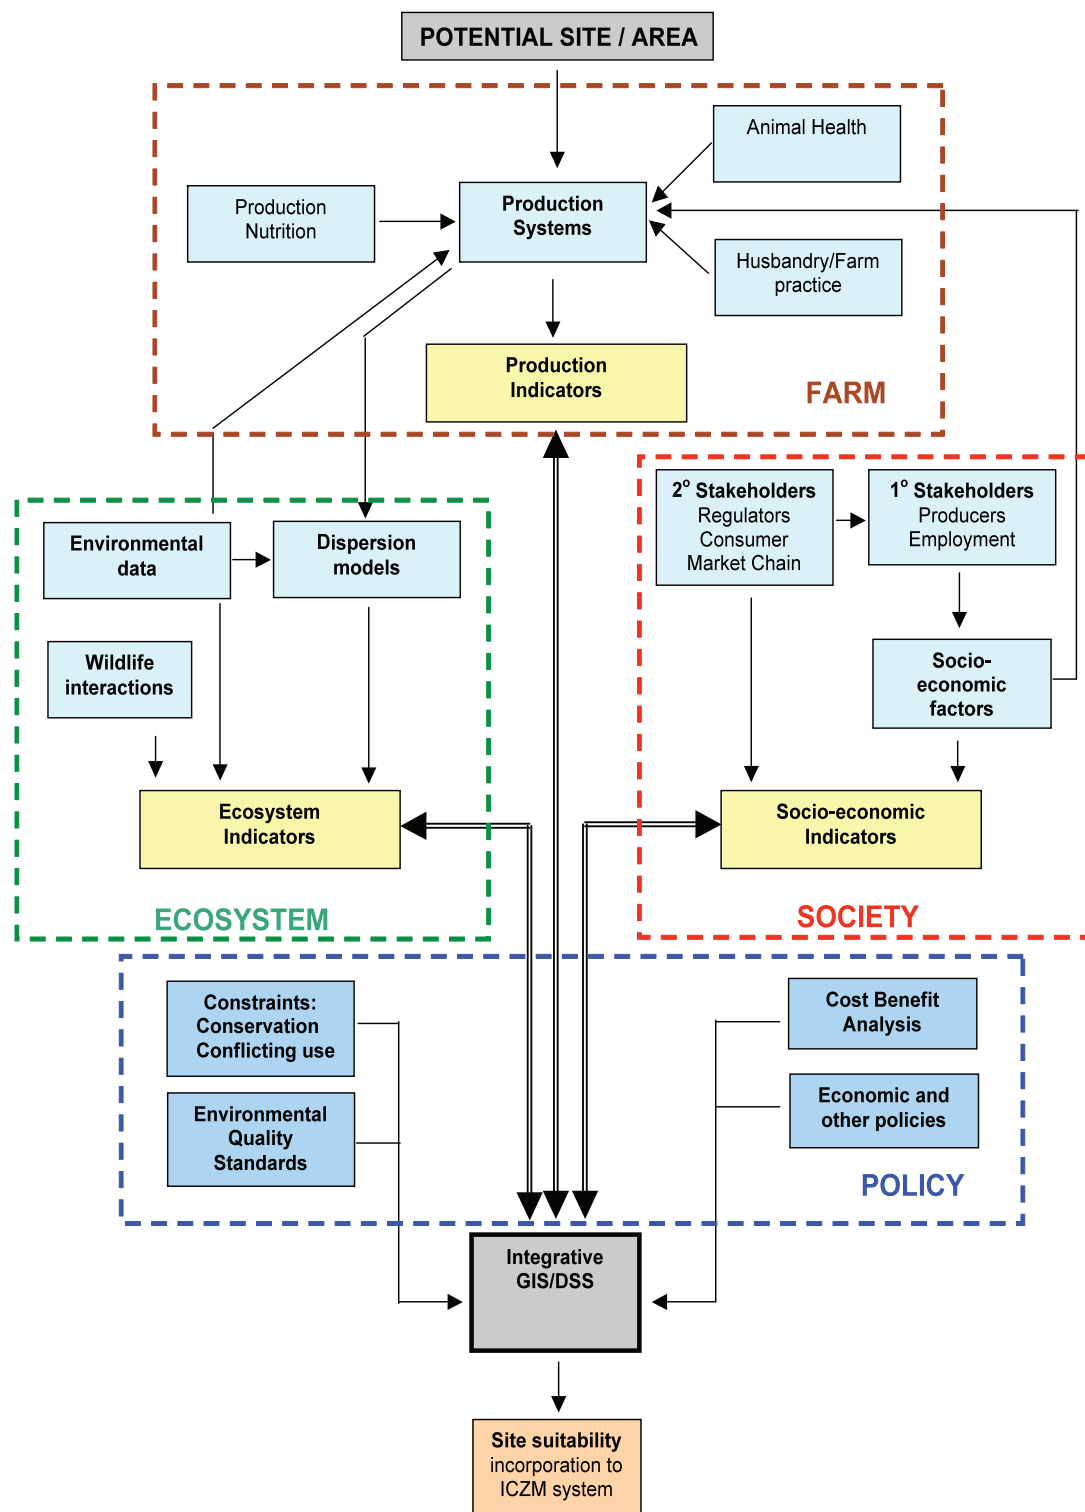 POTENTIAL SITE / AREA
Animal Health
Production
Nutrition
Production
Systems
Husbandry/Farm
practice
Production
Indicators
FARM
2° Stakeholders
Regulators
Consumer
Market Chain
1° Stakeholders
Producers
Employment
Environmental
data
Dispersion
models
Wildlife
interactions
Socio-
economic
factors
Ecosystem
Indicators
Socio-economic
Indicators
ECOSYSTEM
SOCIETY
Constraints:
Conservation
Conflicting use
Cost Benefit
Analysis
Environmental
Quality
Standards
Economic and
other policies
POLICY
Integrative
GIS/DSS
Site suitability
incorporation to
ICZM system